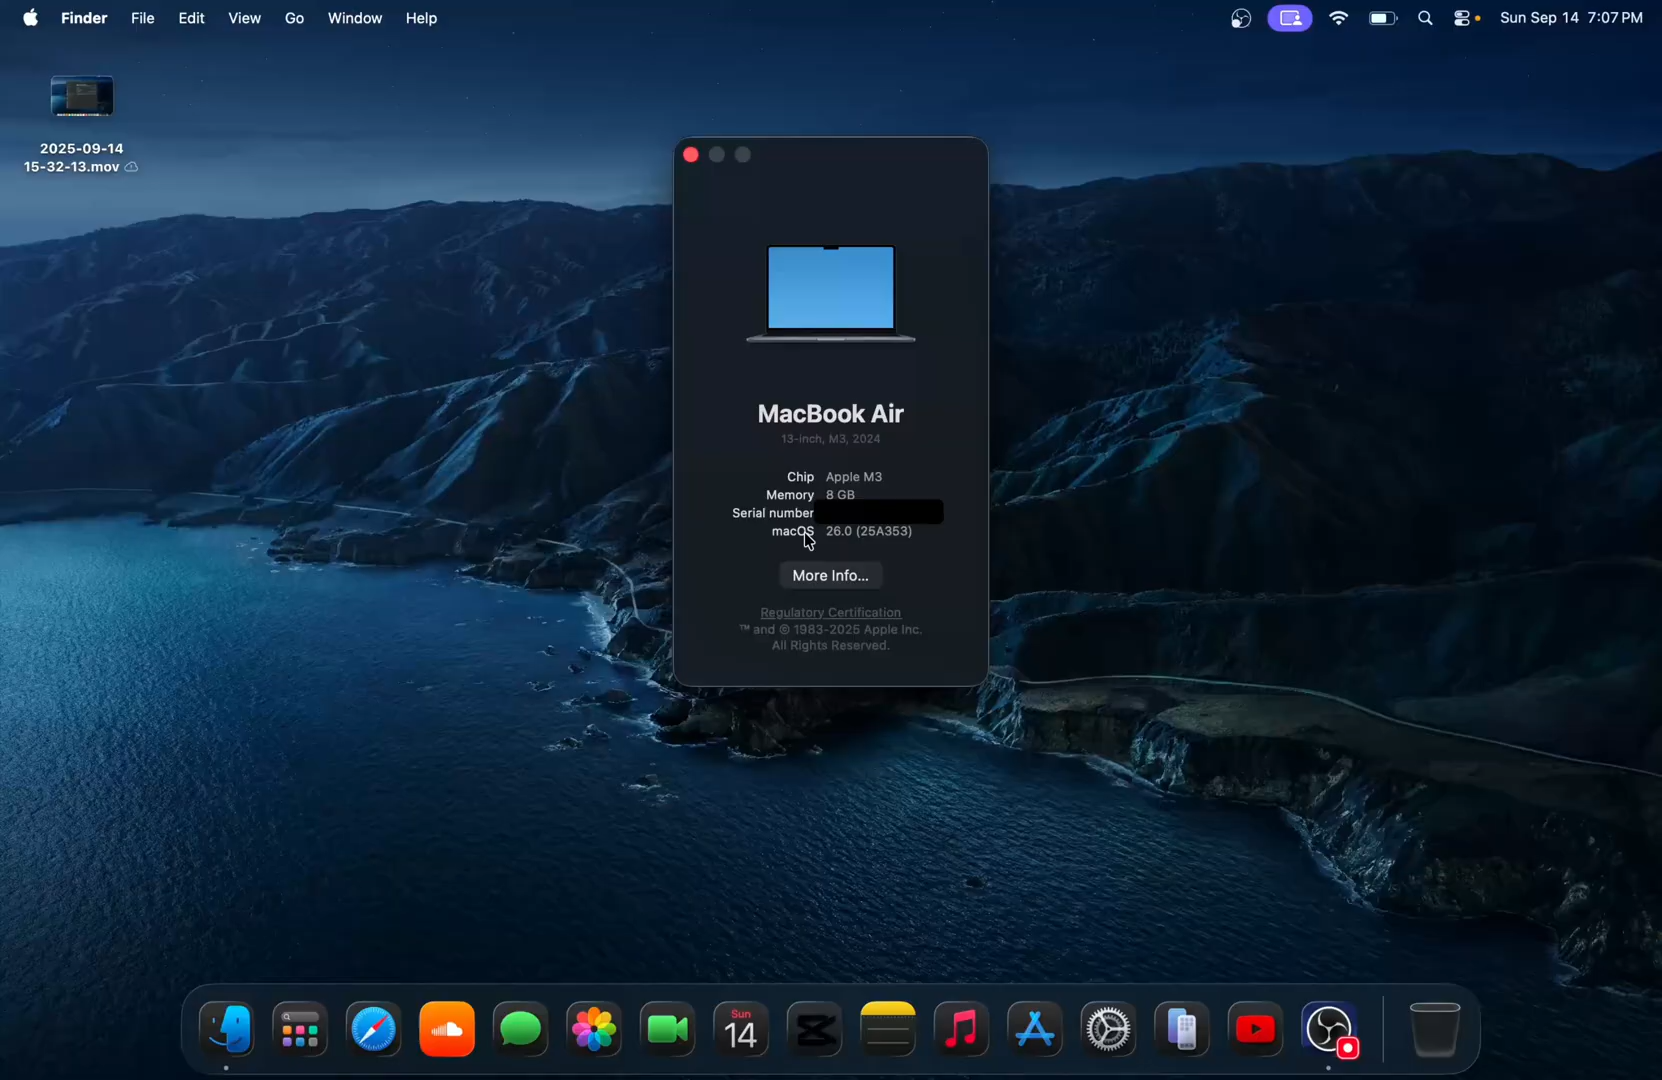 Finder File Edit View Go Window Help
Sun Sep 14 7:07 PM
2025-09-14
15-32-13.mov
MacBook Air
13-inch, M3, 2024
Chip Apple M3
Memory 8 GB
Serial number
macOS 26.0 (25A353)
More Info...
Regulatory Certification
™ and © 1983-2025 Apple Inc.
All Rights Reserved.
Sun
14